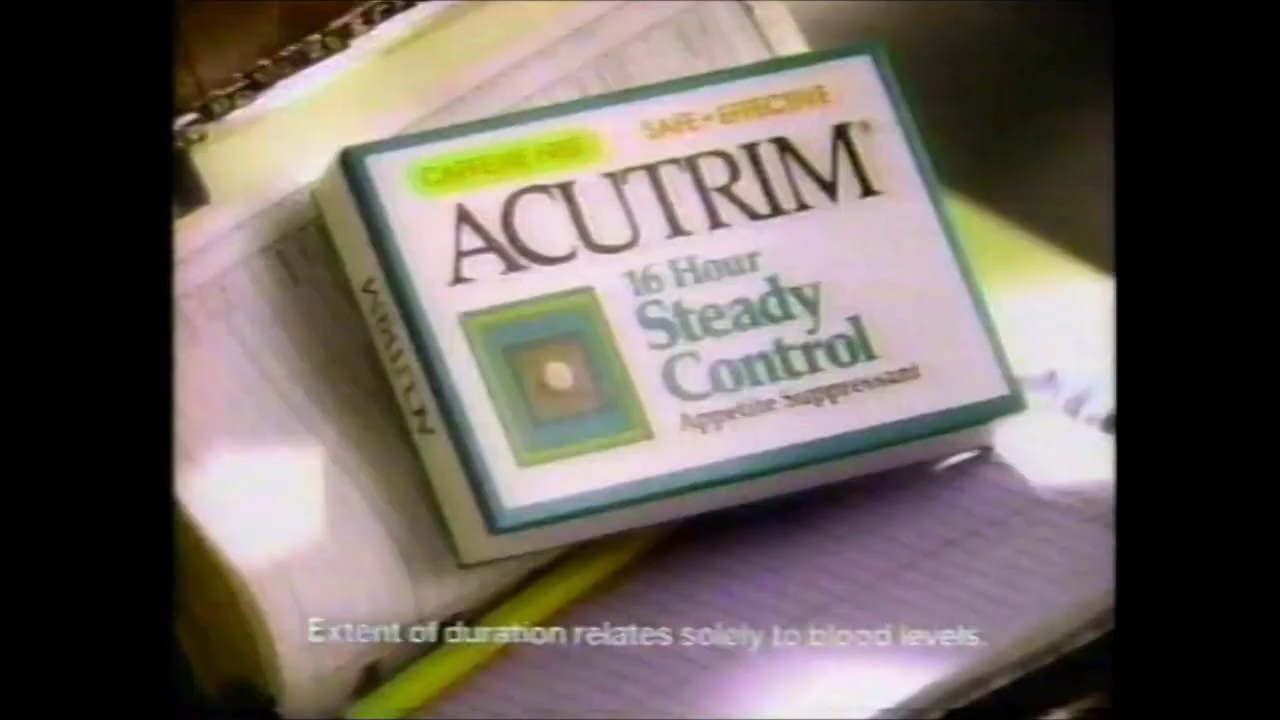 CAFFEINE FREE
SAFE • EFFECTIVE
ACUTRIM®
16 Hour
Steady
Control
Appetite Suppressant
ACUTRIM
Extent of duration relates solely to blood levels.